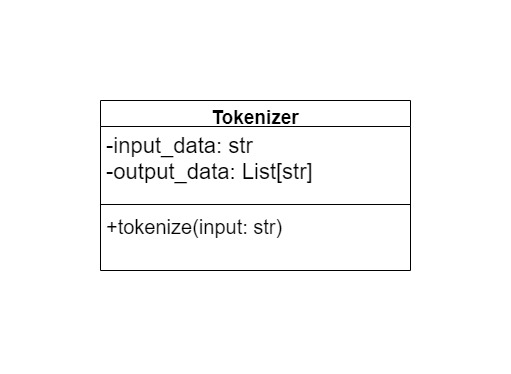 Tokenizer
-input_data: str
-output_data: List[str]
+tokenize(input: str)